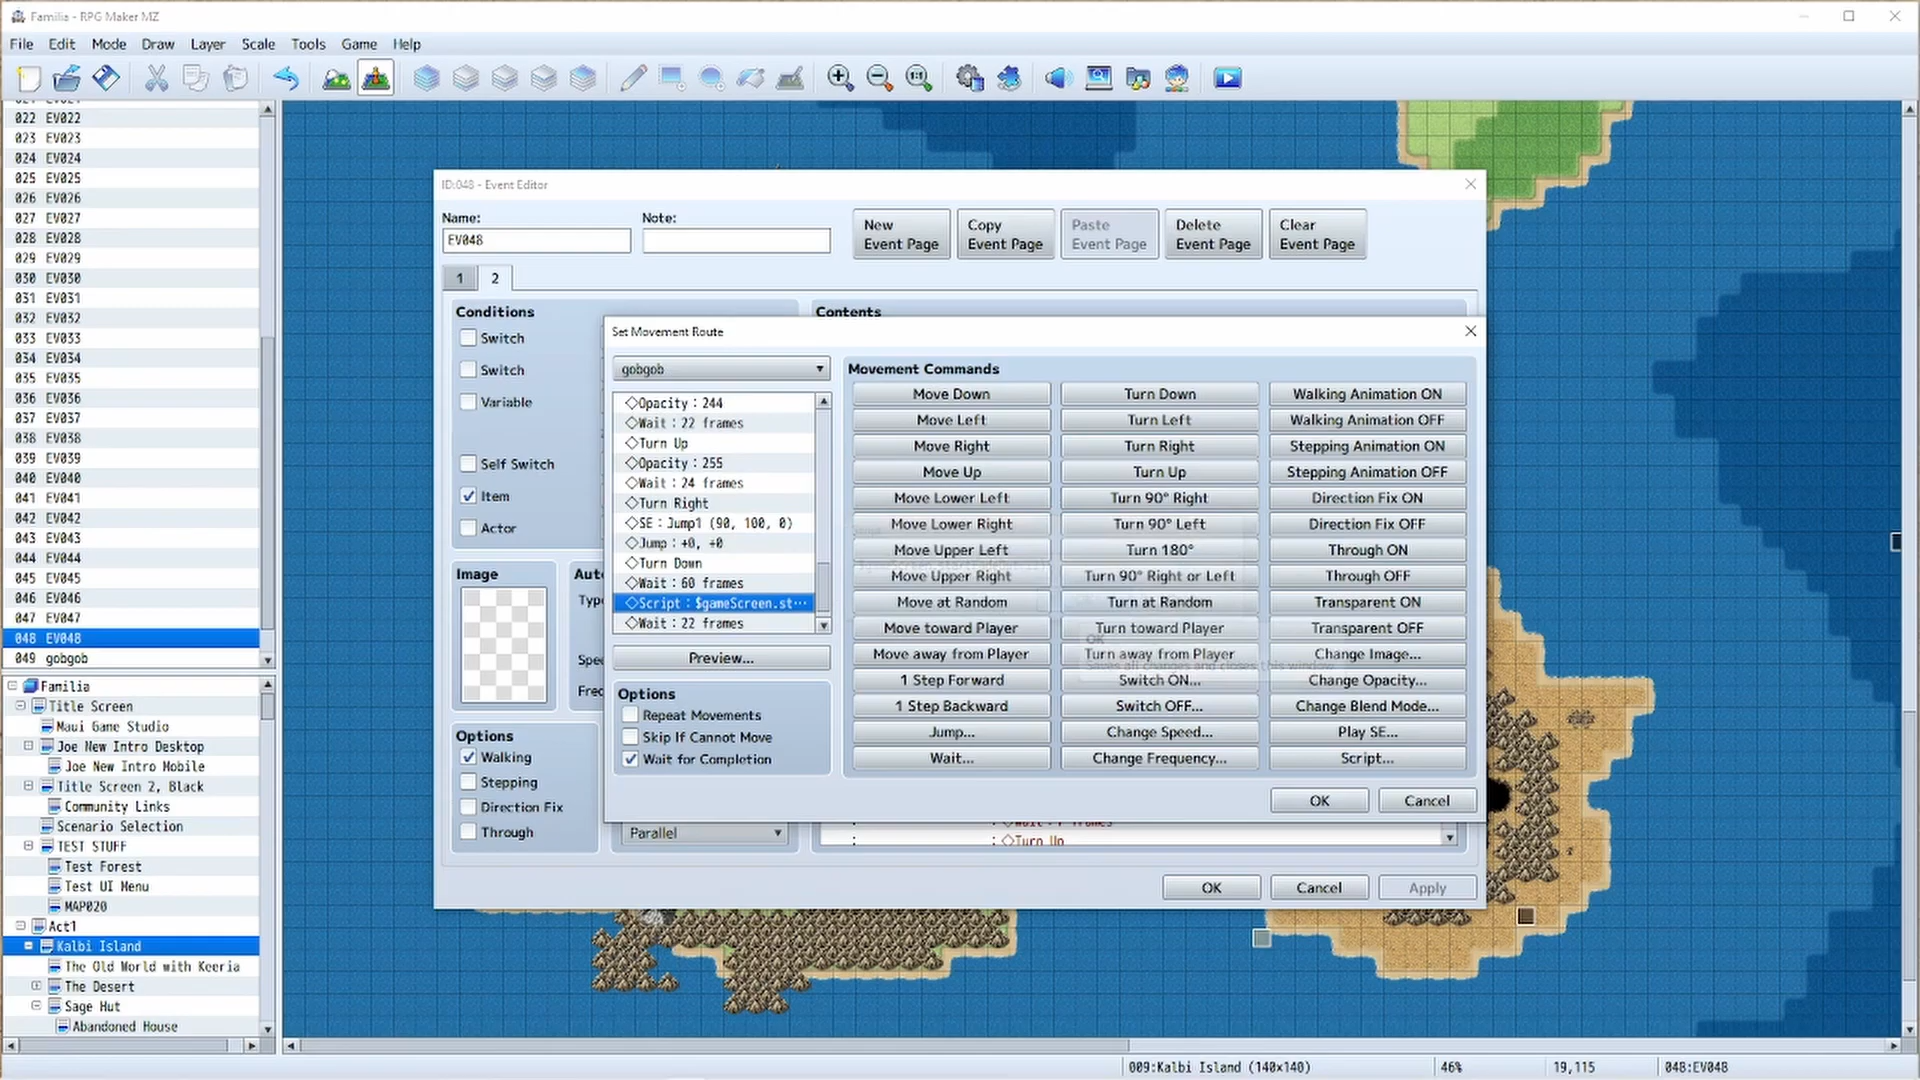 Familia - RPG Maker MZ
File Edit Mode Draw Layer Scale Tools Game Help
022 EV022
023 EV023
024 EV024
025 EV025
026 EV026
027 EV027
028 EV028
029 EV029
030 EV030
031 EV031
032 EV032
033 EV033
034 EV034
035 EV035
036 EV036
037 EV037
038 EV038
039 EV039
040 EV040
041 EV041
042 EV042
043 EV043
044 EV044
045 EV045
046 EV046
047 EV047
048 EV048
049 gobgob
Familia
Title Screen
Maui Game Studio
Joe New Intro Desktop
Joe New Intro Mobile
Title Screen 2, Black
Community Links
Scenario Selection
TEST STUFF
Test Forest
Test UI Menu
MAP020
Act1
Kalbi Island
The Old World with Keeria
The Desert
Sage Hut
Abandoned House
ID:048 - Event Editor
Name:
EV048
Note:
New Event Page
Copy Event Page
Paste Event Page
Delete Event Page
Clear Event Page
1 2
Conditions
Switch
Switch
Variable
Self Switch
Item
Actor
Image
Options
Walking
Stepping
Direction Fix
Through
Parallel
Contents
Set Movement Route
gobgob
◇Opacity : 244
◇Wait : 22 frames
◇Turn Up
◇Opacity : 255
◇Wait : 24 frames
◇Turn Right
◇SE : Jump1 (90, 100, 0)
◇Jump : +0, +0
◇Turn Down
◇Wait : 60 frames
◇Script : $gameScreen.st…
◇Wait : 22 frames
Preview...
Options
Repeat Movements
Skip If Cannot Move
Wait for Completion
Movement Commands
Move Down
Move Left
Move Right
Move Up
Move Lower Left
Move Lower Right
Move Upper Left
Move Upper Right
Move at Random
Move toward Player
Move away from Player
1 Step Forward
1 Step Backward
Jump...
Wait...
Turn Down
Turn Left
Turn Right
Turn Up
Turn 90° Right
Turn 90° Left
Turn 180°
Turn 90° Right or Left
Turn at Random
Turn toward Player
Turn away from Player
Switch ON...
Switch OFF...
Change Speed...
Change Frequency...
Walking Animation ON
Walking Animation OFF
Stepping Animation ON
Stepping Animation OFF
Direction Fix ON
Direction Fix OFF
Through ON
Through OFF
Transparent ON
Transparent OFF
Change Image...
Change Opacity...
Change Blend Mode...
Play SE...
Script...
OK
Saves all changes and closes this window
OK Cancel
: ◇Turn Up
OK Cancel Apply
009:Kalbi Island (140×140) 46% 19,115 048:EV048